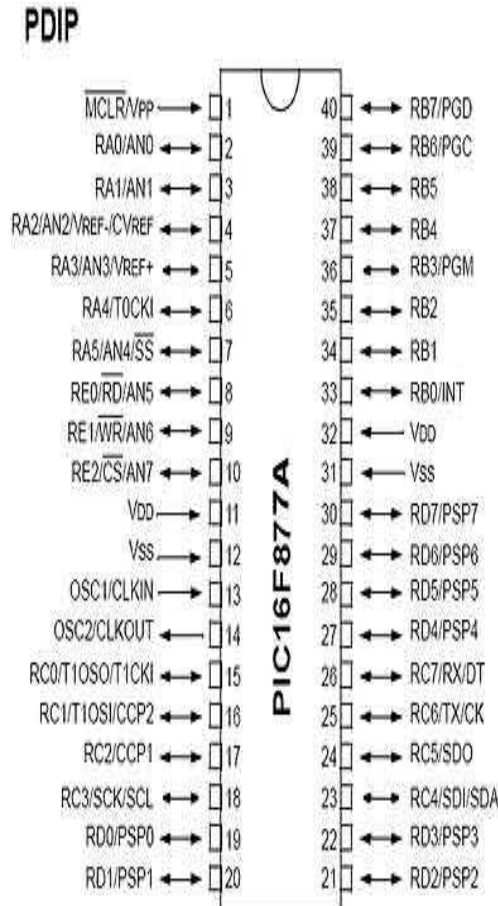 PDIP
MCLR/VPP 1 40 RB7/PGD
RA0/AN0 2 39 RB6/PGC
RA1/AN1 3 38 RB5
RA2/AN2/VREF-/CVREF 4 37 RB4
RA3/AN3/VREF+ 5 36 RB3/PGM
RA4/T0CKI 6 35 RB2
RA5/AN4/SS 7 34 RB1
RE0/RD/AN5 8 33 RB0/INT
RE1/WR/AN6 9 32 VDD
RE2/CS/AN7 10 31 VSS
VDD 11 30 RD7/PSP7
VSS 12 29 RD6/PSP6
OSC1/CLKIN 13 28 RD5/PSP5
OSC2/CLKOUT 14 27 RD4/PSP4
RC0/T1OSO/T1CKI 15 26 RC7/RX/DT
RC1/T1OSI/CCP2 16 25 RC6/TX/CK
RC2/CCP1 17 24 RC5/SDO
RC3/SCK/SCL 18 23 RC4/SDI/SDA
RD0/PSP0 19 22 RD3/PSP3
RD1/PSP1 20 21 RD2/PSP2
PIC16F877A